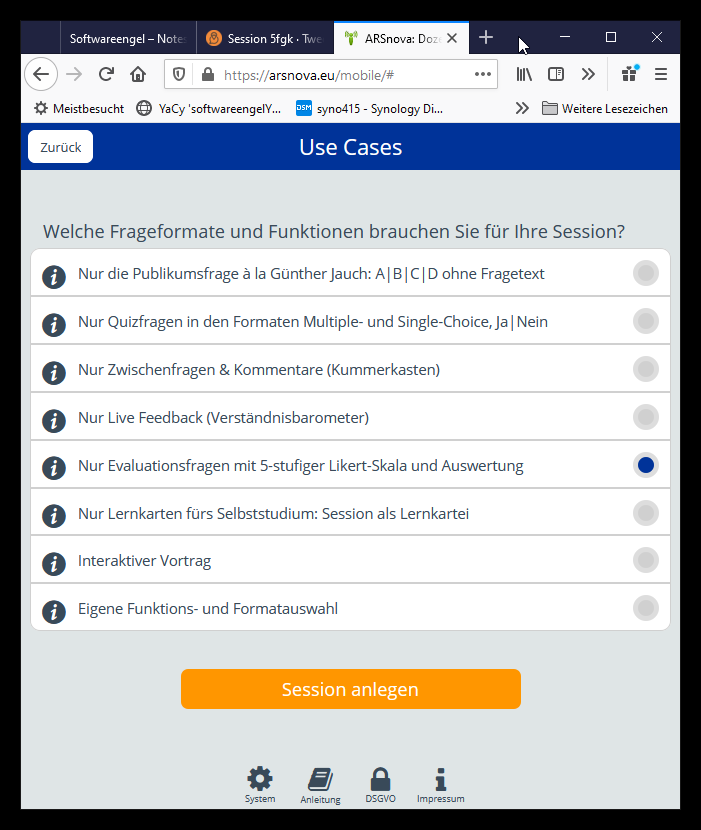 Softwareengel – Note
Session 5fgk · Twe
ARSnova: Doz
https://arsnova.eu/mobile/#
Meistbesucht
YaCy 'softwareengelY...
DSM
syno415 - Synology Di...
Weitere Lesezeichen
Zurück
Use Cases
Welche Frageformate und Funktionen brauchen Sie für Ihre Session?
Nur die Publikumsfrage à la Günther Jauch: A|B|C|D ohne Fragetext
Nur Quizfragen in den Formaten Multiple- und Single-Choice, Ja|Nein
Nur Zwischenfragen & Kommentare (Kummerkasten)
Nur Live Feedback (Verständnisbarometer)
Nur Evaluationsfragen mit 5-stufiger Likert-Skala und Auswertung
Nur Lernkarten fürs Selbststudium: Session als Lernkartei
Interaktiver Vortrag
Eigene Funktions- und Formatauswahl
Session anlegen
System
Anleitung
DSGVO
Impressum